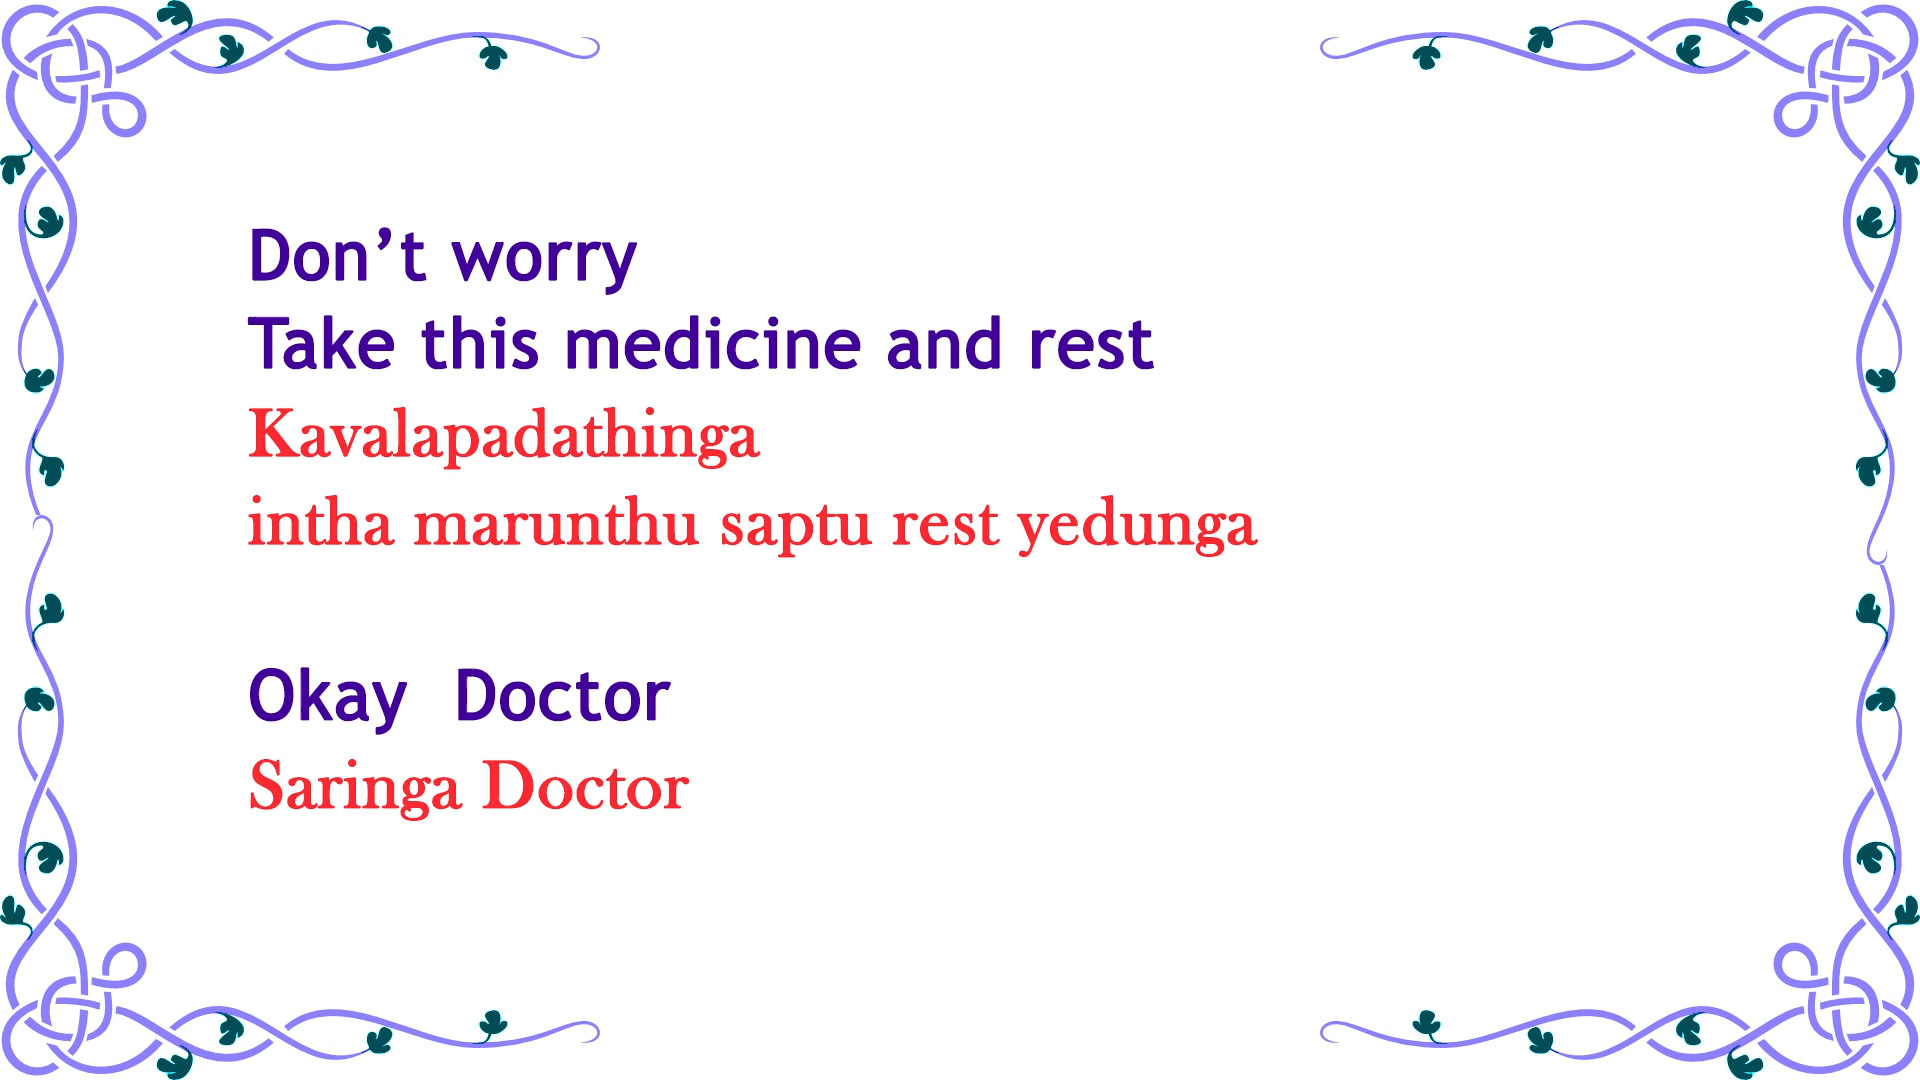 Don’t worry
Take this medicine and rest
Kavalapadathinga
intha marunthu saptu rest yedunga
Okay  Doctor
Saringa Doctor